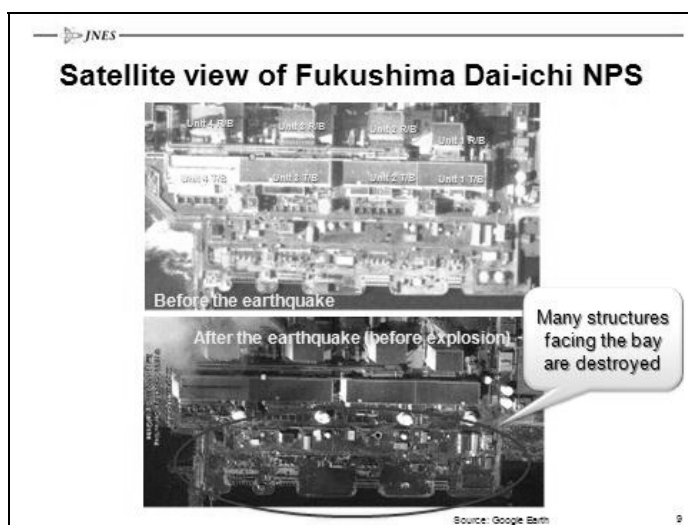 JNES
Satellite view of Fukushima Dai-ichi NPS
Unit 4 R/B
Unit 3 R/B
Unit 2 R/B
Unit 1 R/B
Unit 4 T/B
Unit 3 T/B
Unit 2 T/B
Unit 1 T/B
Before the earthquake
After the earthquake (before explosion)
Many structures
facing the bay
are destroyed
Source: Google Earth
9